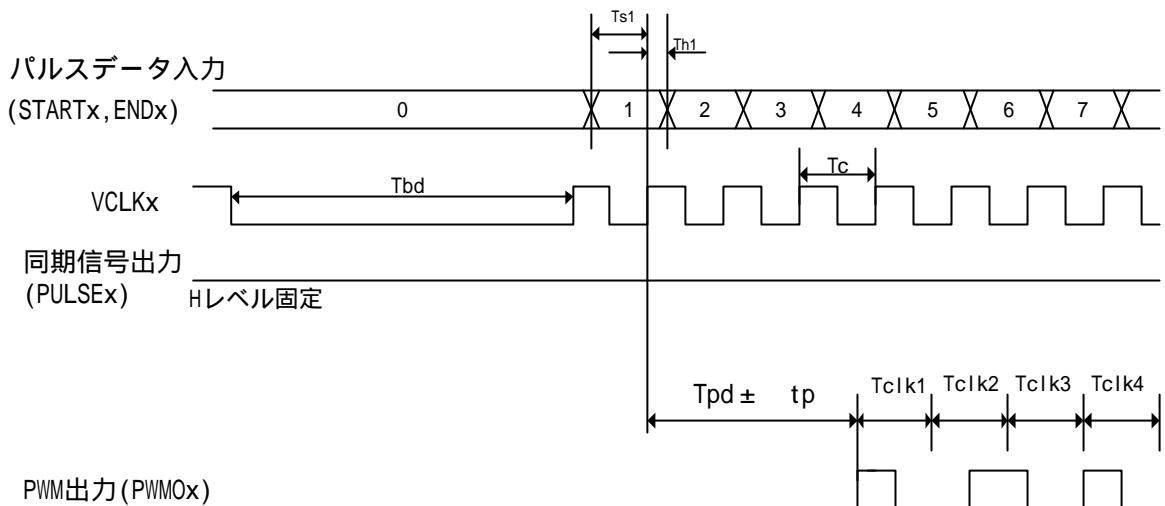 Ts1
Th1
パルスデータ入力
(STARTx,ENDx)
0 1 2 3 4 5 6 7
Tc
Tbd
VCLKx
同期信号出力
(PULSEx)
Hレベル固定
Tpd± tp
Tclk1 Tclk2 Tclk3 Tclk4
PWM出力(PWMOx)